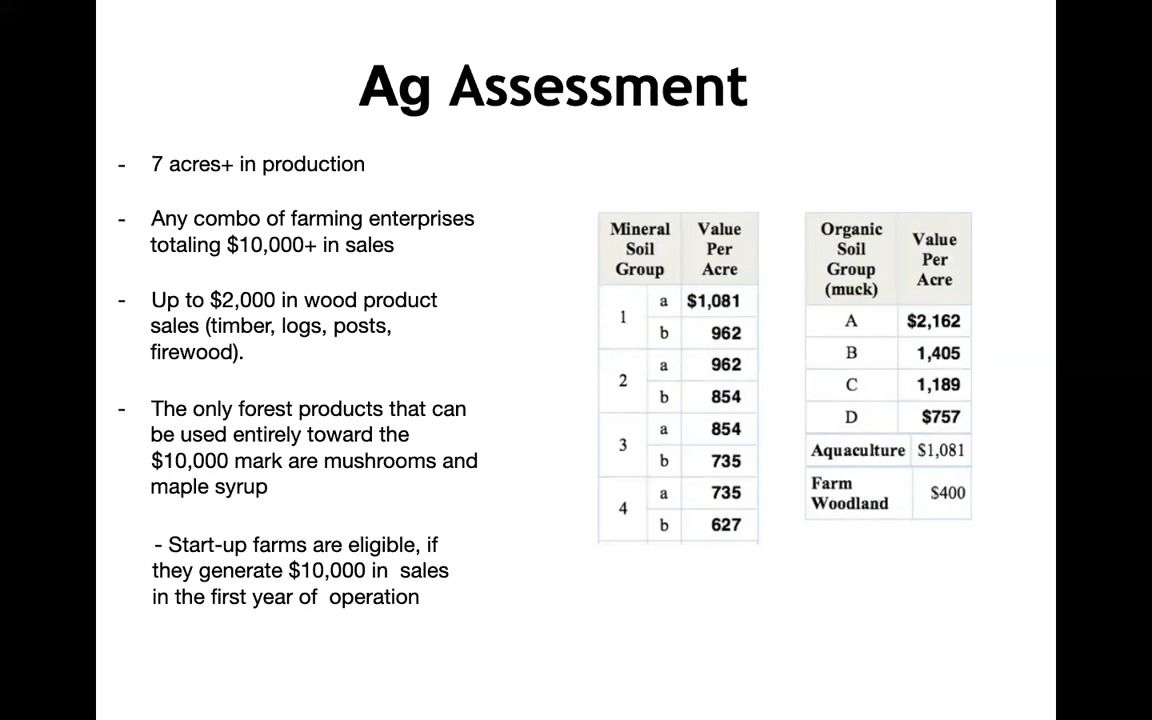 Ag Assessment
- 7 acres+ in production
- Any combo of farming enterprises
totaling $10,000+ in sales
- Up to $2,000 in wood product
sales (timber, logs, posts,
firewood).
- The only forest products that can
be used entirely toward the
$10,000 mark are mushrooms and
maple syrup
- Start-up farms are eligible, if
they generate $10,000 in sales
in the first year of operation
Mineral Value
Soil Per
Group Acre
1 a $1,081
b 962
2 a 962
b 854
3 a 854
b 735
4 a 735
b 627
Organic Value
Soil Per
Group Acre
(muck)
A $2,162
B 1,405
C 1,189
D $757
Aquaculture $1,081
Farm
Woodland $400